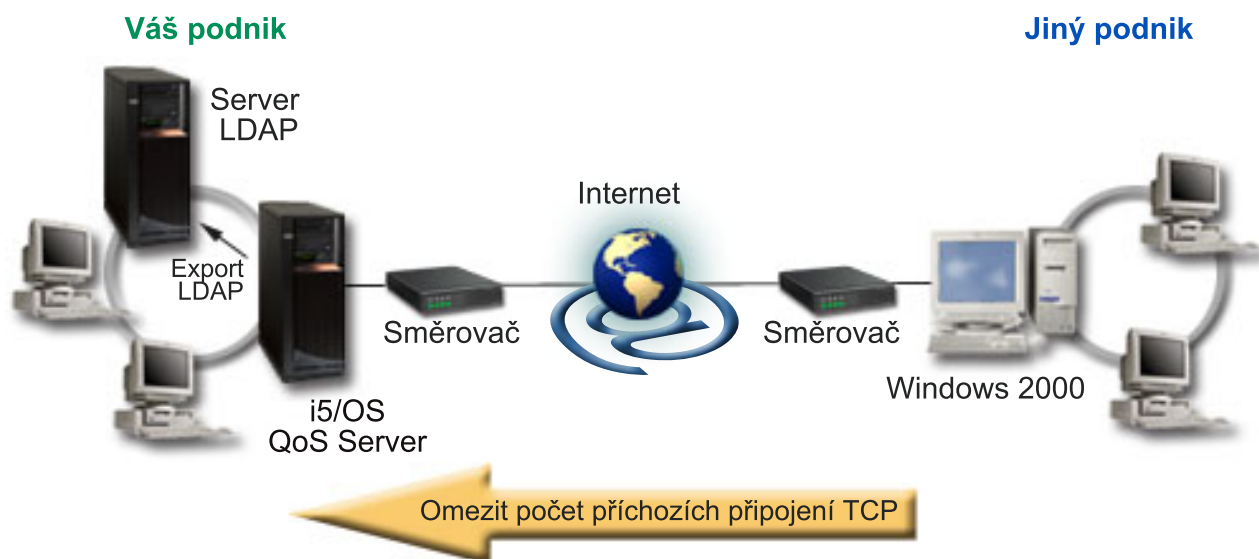 Váš podnik
Jiný podnik
Server
LDAP
Internet
Export
LDAP
Směrovač
Směrovač
Windows 2000
i5/OS
QoS Server
Omezit počet příchozích připojení TCP